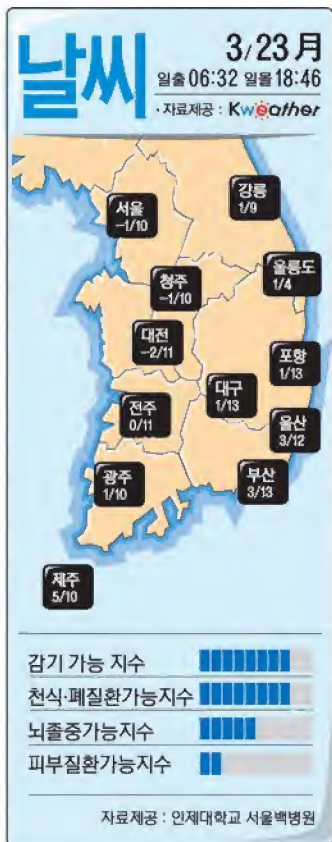 날씨
3/23 月
일출 06:32 일몰 18:46
· 자료제공 : Kweather
서울
-1/10
강릉
1/9
울릉도
1/4
청주
-1/10
대전
-2/11
포항
1/13
대구
1/13
전주
0/11
울산
3/12
광주
1/10
부산
3/13
제주
5/10
감기 가능 지수
천식·폐질환가능지수
뇌졸중가능지수
피부질환가능지수
자료제공 : 인제대학교 서울백병원